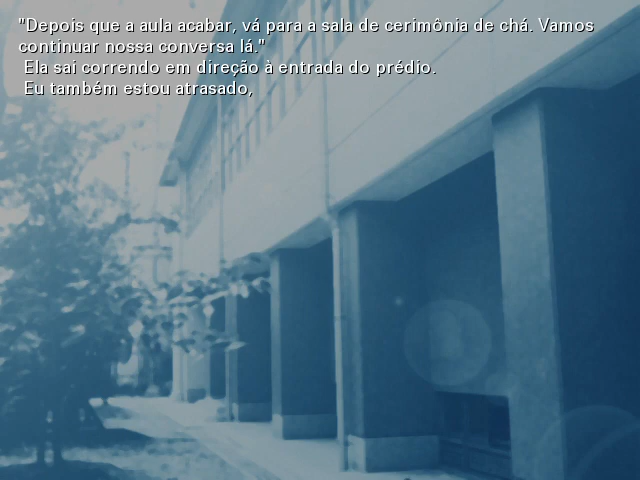 "Depois que a aula acabar, vá para a sala de cerimônia de chá. Vamos
continuar nossa conversa lá."
Ela sai correndo em direção à entrada do prédio.
Eu também estou atrasado,